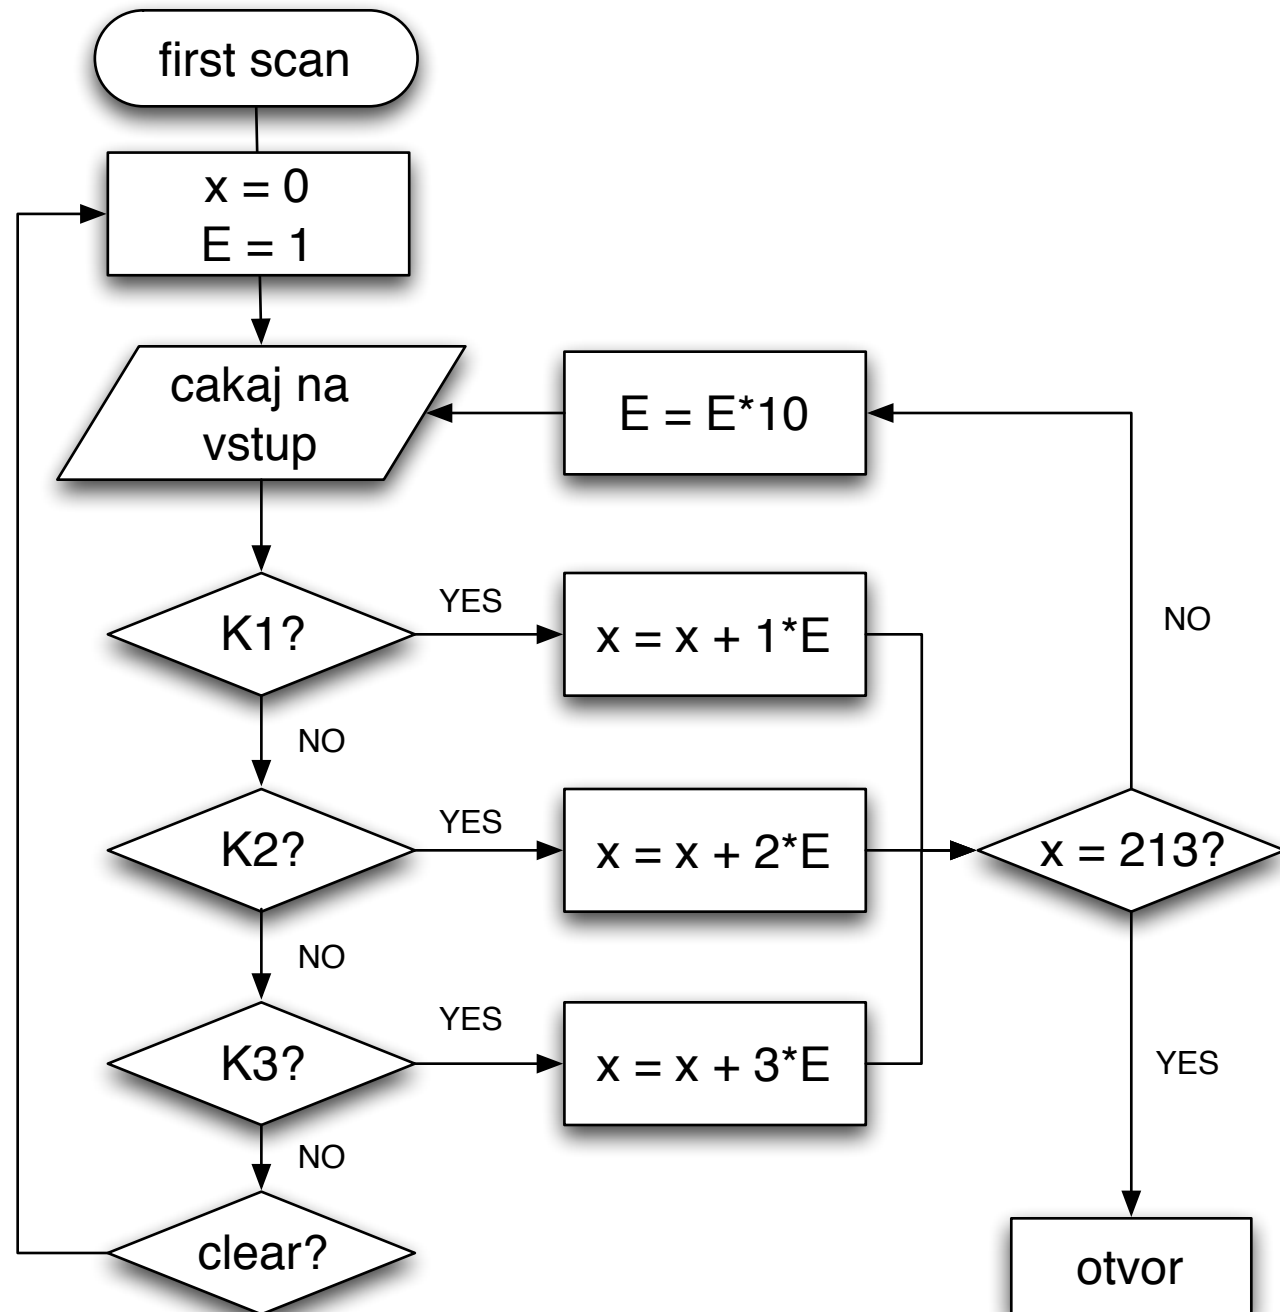 first scan
x = 0
E = 1
cakaj na
vstup
E = E*10
K1?
YES
x = x + 1*E
NO
NO
K2?
YES
x = x + 2*E
x = 213?
NO
K3?
YES
x = x + 3*E
YES
NO
clear?
otvor